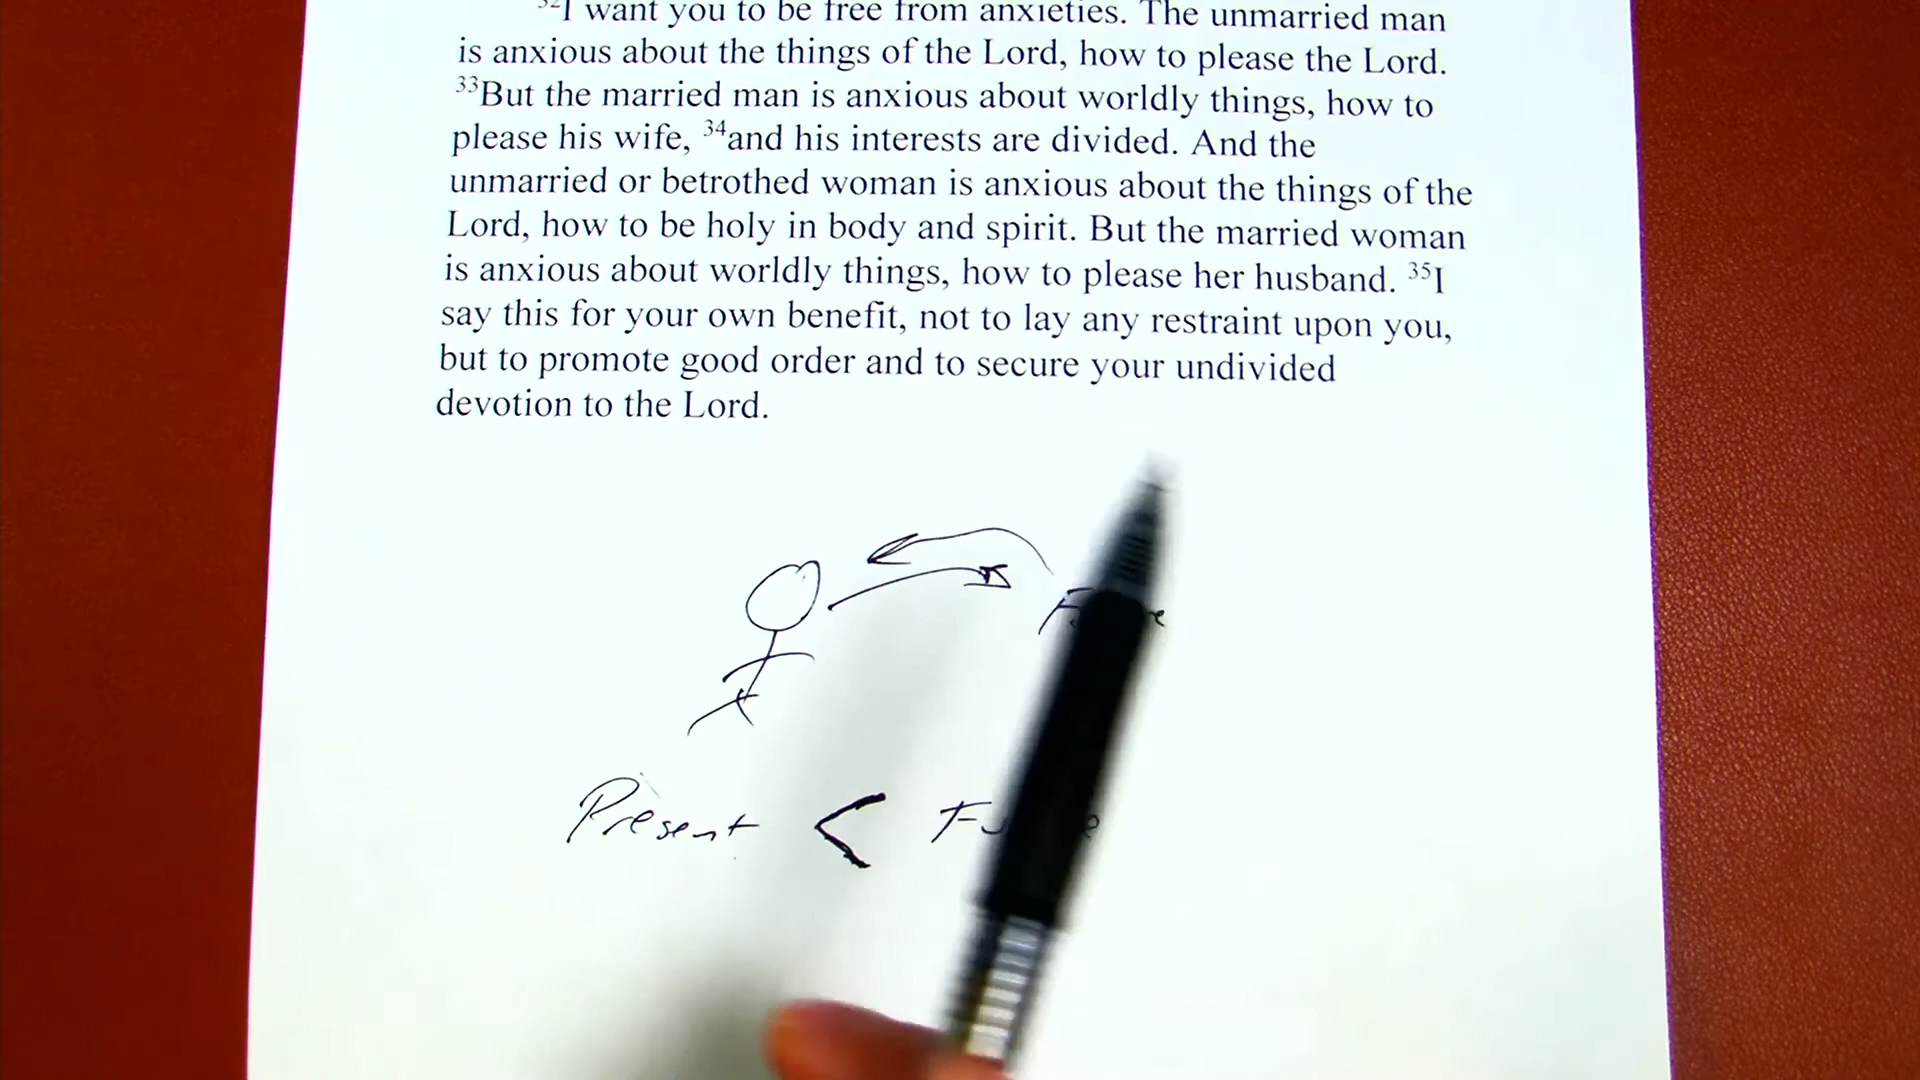 32I want you to be free from anxieties. The unmarried man
is anxious about the things of the Lord, how to please the Lord.
33But the married man is anxious about worldly things, how to
please his wife, 34and his interests are divided. And the
unmarried or betrothed woman is anxious about the things of the
Lord, how to be holy in body and spirit. But the married woman
is anxious about worldly things, how to please her husband. 35I
say this for your own benefit, not to lay any restraint upon you,
but to promote good order and to secure your undivided
devotion to the Lord.
Present <